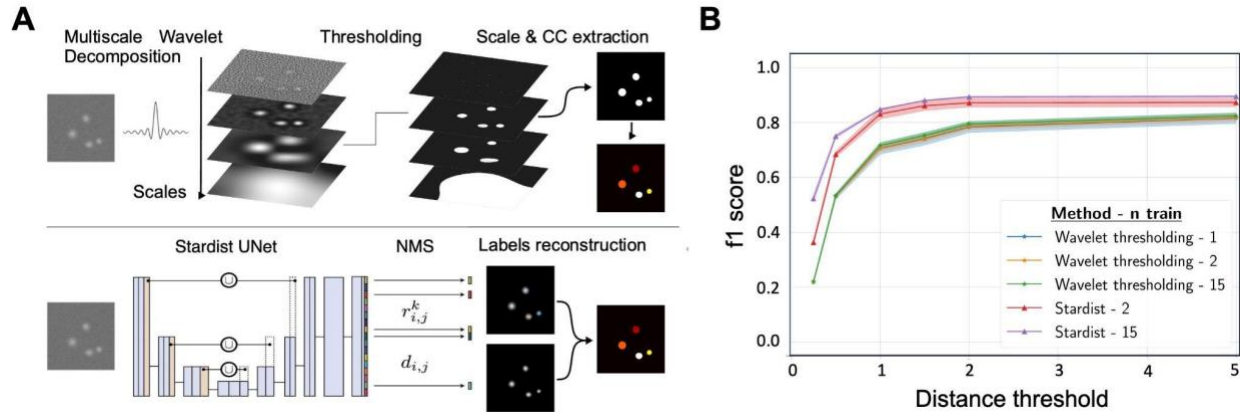 A
Multiscale Wavelet
Decomposition
Thresholding
Scale & CC extraction
Scales
Stardist UNet
NMS
Labels reconstruction
∪
∪
∪
r^k_{i,j}
d_{i,j}
B
f1 score
1.0
0.8
0.6
0.4
0.2
0.0
Method - n train
Wavelet thresholding - 1
Wavelet thresholding - 2
Wavelet thresholding - 15
Stardist - 2
Stardist - 15
0 1 2 3 4 5
Distance threshold